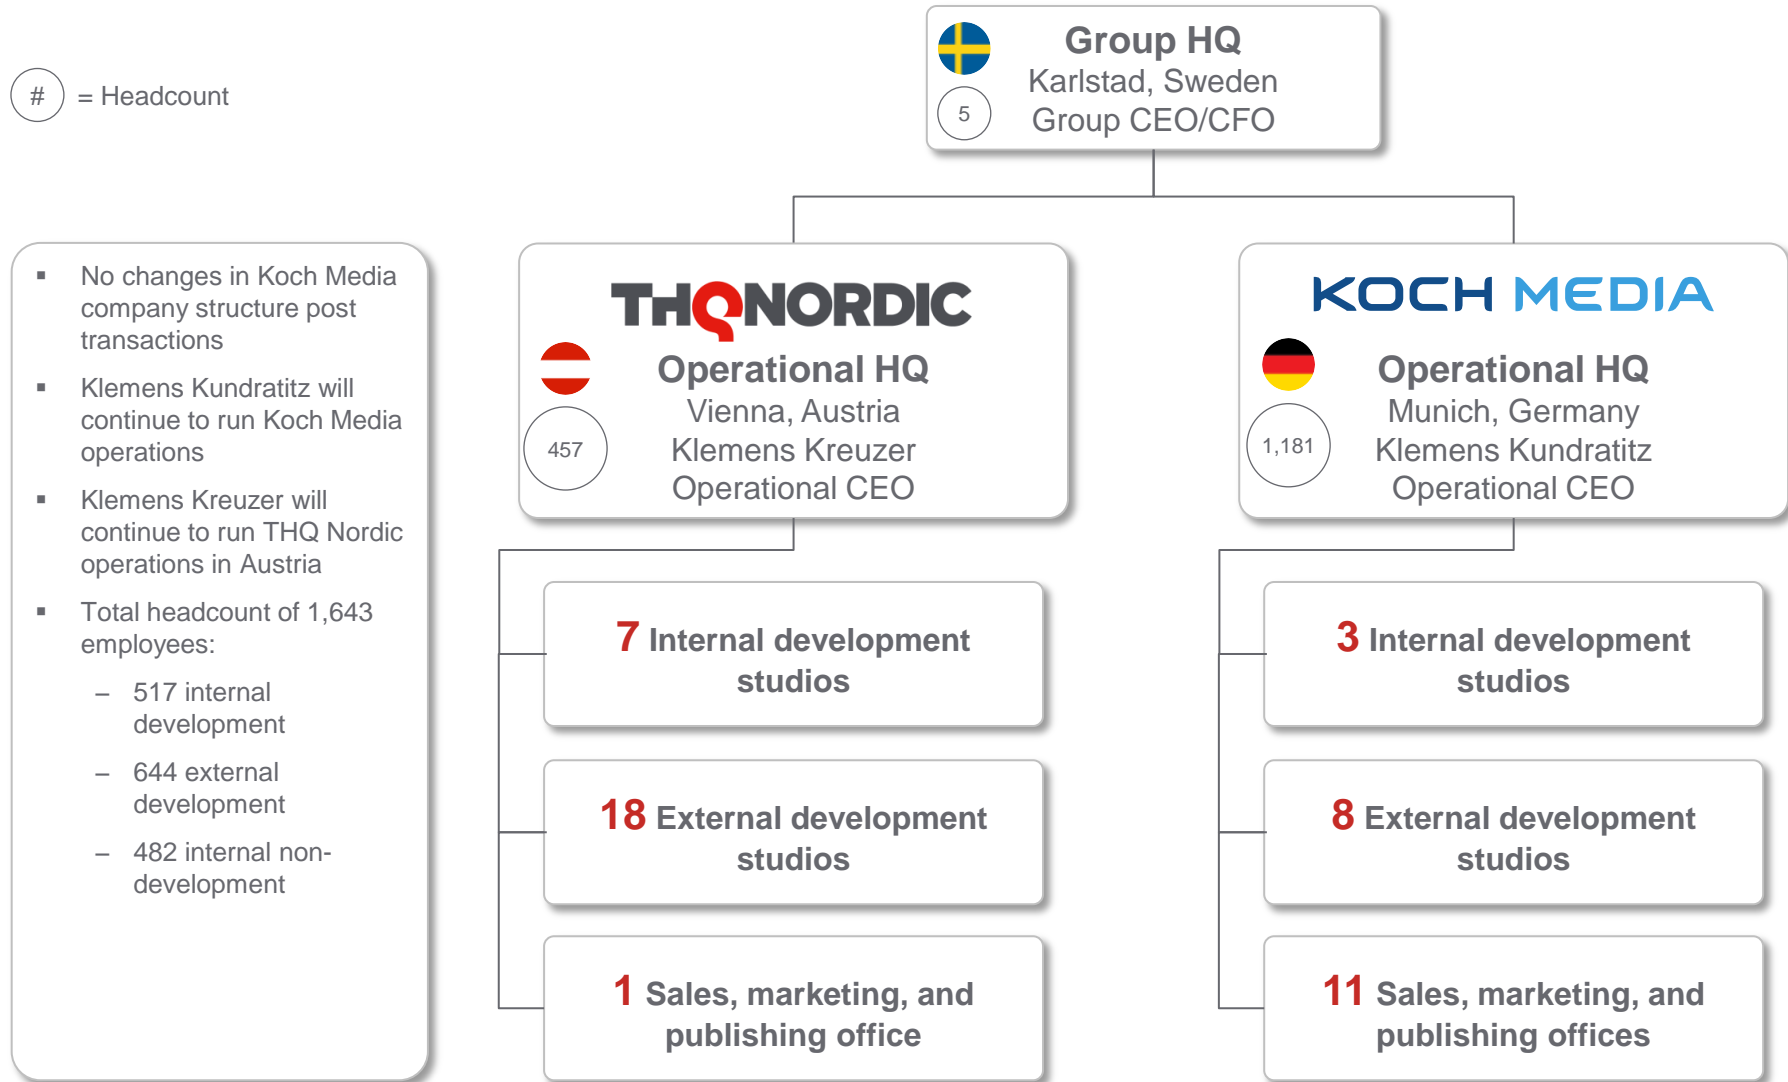 Group HQ
Karlstad, Sweden
Group CEO/CFO
5
# = Headcount
▪ No changes in Koch Media
company structure post
transactions
▪ Klemens Kundratitz will
continue to run Koch Media
operations
▪ Klemens Kreuzer will
continue to run THQ Nordic
operations in Austria
▪ Total headcount of 1,643
employees:
– 517 internal
development
– 644 external
development
– 482 internal non-
development
THQNORDIC
Operational HQ
Vienna, Austria
Klemens Kreuzer
Operational CEO
457
7 Internal development
studios
18 External development
studios
1 Sales, marketing, and
publishing office
KOCH MEDIA
Operational HQ
Munich, Germany
Klemens Kundratitz
Operational CEO
1,181
3 Internal development
studios
8 External development
studios
11 Sales, marketing, and
publishing offices